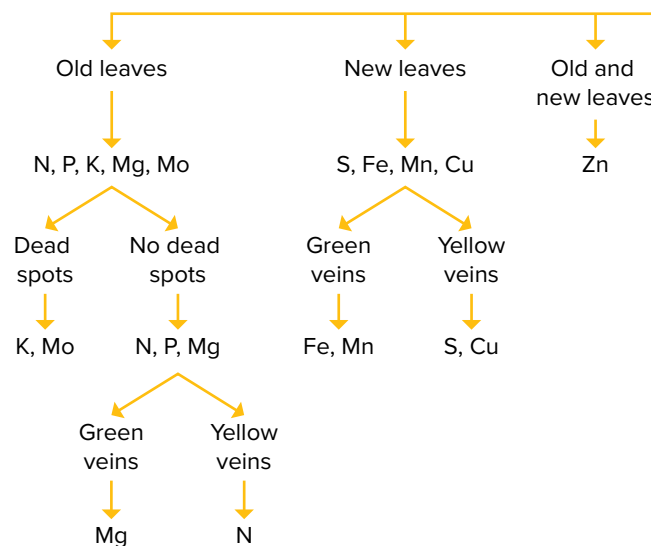 Old leaves
New leaves
Old and
new leaves
N, P, K, Mg, Mo
S, Fe, Mn, Cu
Zn
Dead
spots
No dead
spots
Green
veins
Yellow
veins
K, Mo
N, P, Mg
Fe, Mn
S, Cu
Green
veins
Yellow
veins
Mg
N